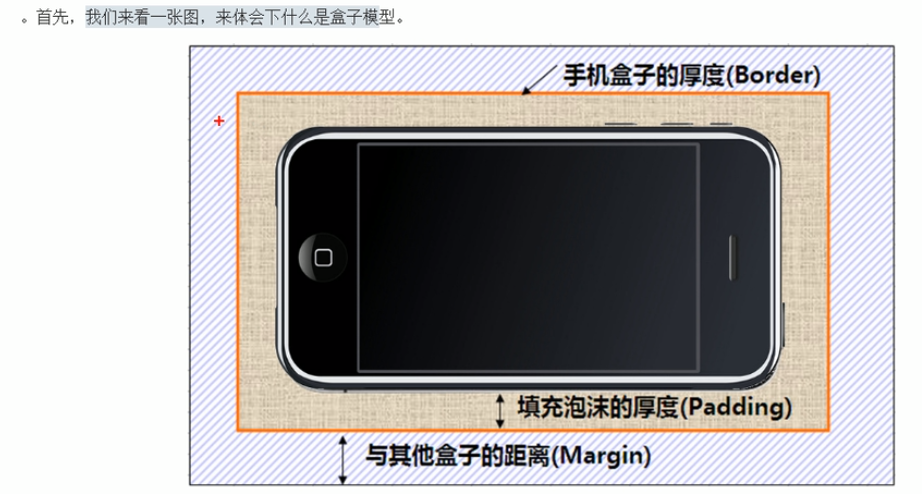 。首先，我们来看一张图，来体会下什么是盒子模型。
手机盒子的厚度(Border)
填充泡沫的厚度(Padding)
与其他盒子的距离(Margin)